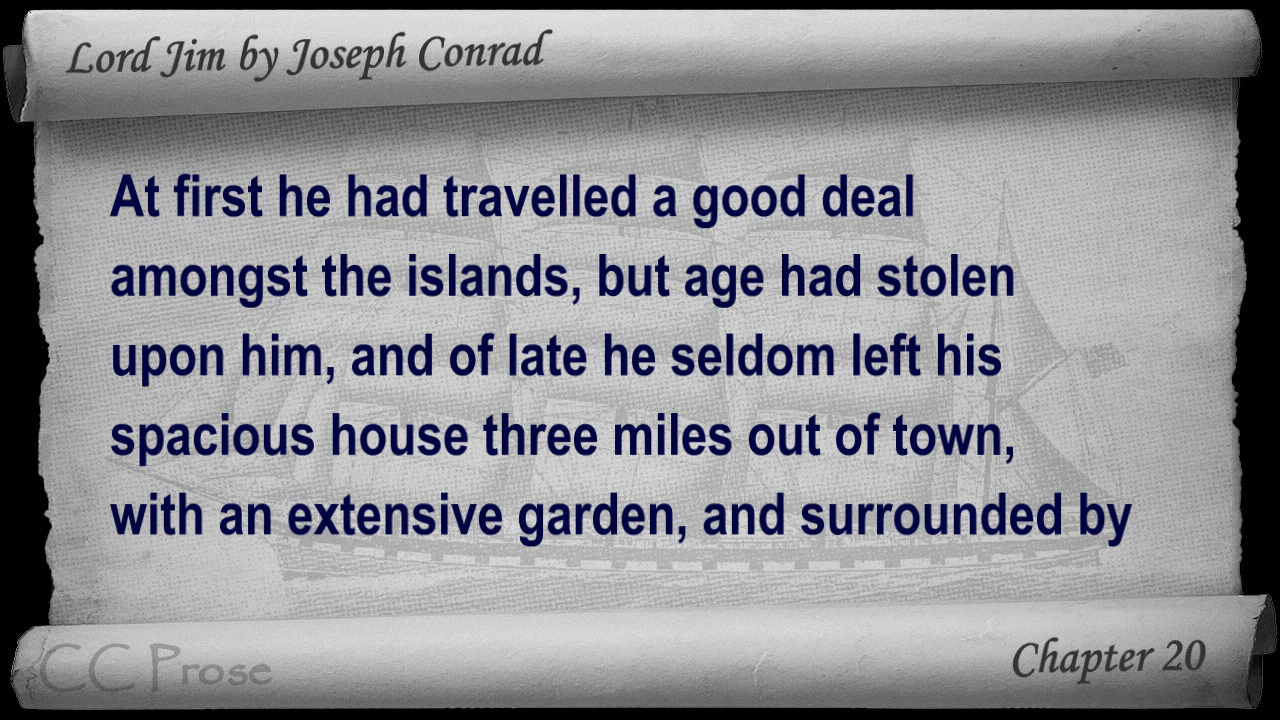 Lord Jim by Joseph Conrad
At first he had travelled a good deal
amongst the islands, but age had stolen
upon him, and of late he seldom left his
spacious house three miles out of town,
with an extensive garden, and surrounded by
CC Prose
Chapter 20